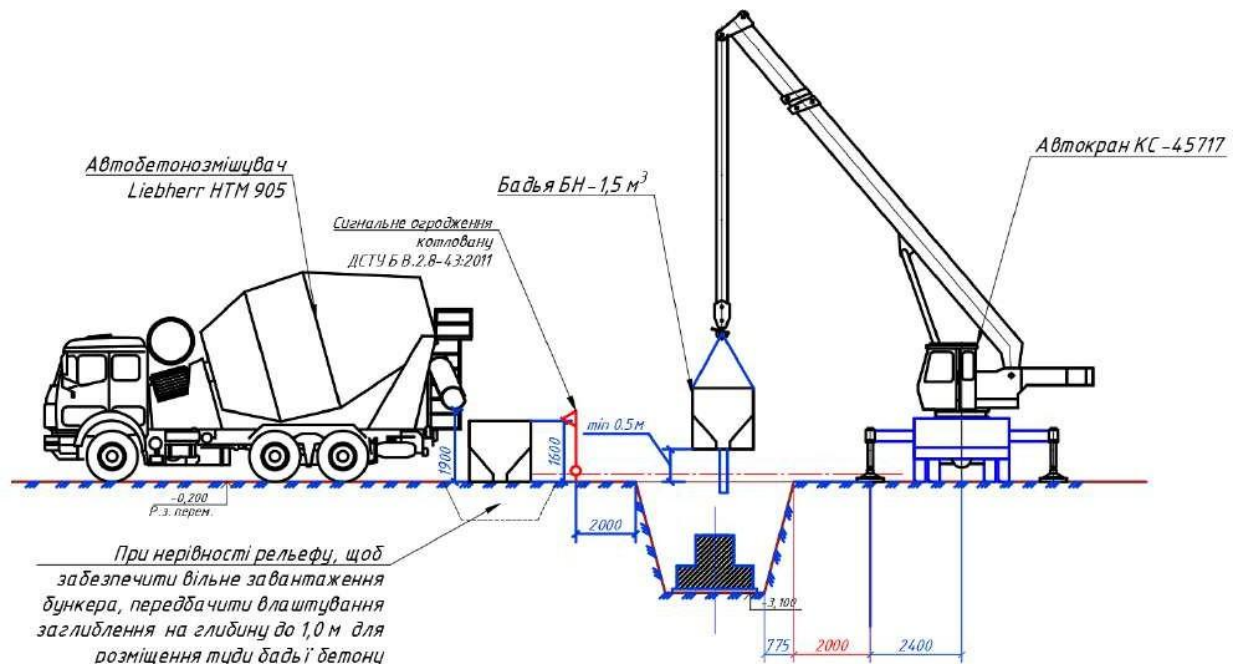 Автобетонозмішувач
Liebherr HTM 905
Сигнальне огродження
котловану
ДСТУ Б В.2.8-43:2011
Бадья БН-1,5 м³
Автокран КС-45717
min 0.5м
1900
1600
-0,200
Р.з. перем.
2000
-3,100
775
2000
2400
При нерівності рельєфу, щоб
забезпечити вільне завантаження
бункера, передбачити влаштування
заглиблення на глибину до 1,0 м для
розміщення туди бадьї бетону